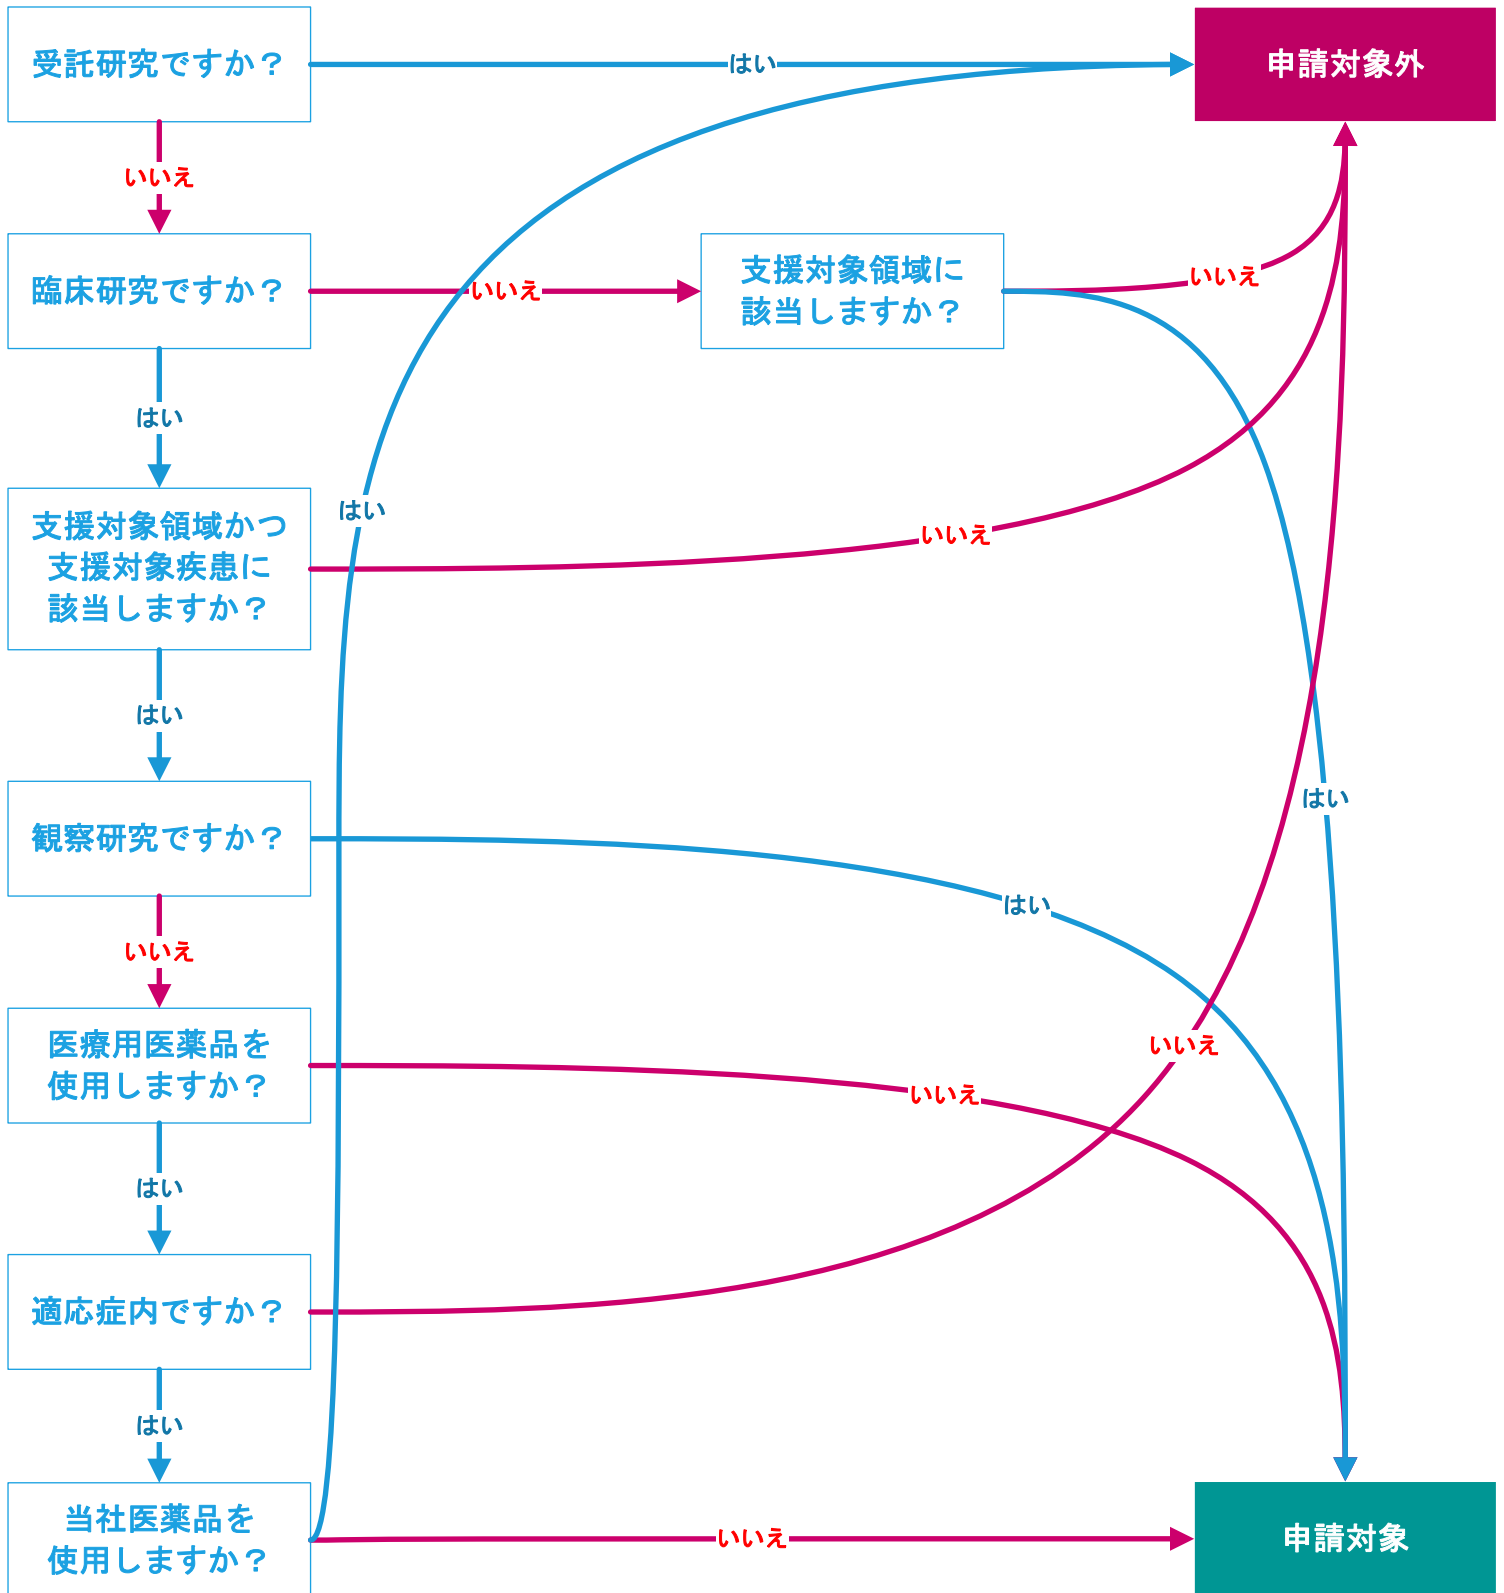 受託研究ですか？
はい
申請対象外
いいえ
臨床研究ですか？
いいえ
支援対象領域に
該当しますか？
いいえ
はい
支援対象領域かつ
支援対象疾患に
該当しますか？
はい
いいえ
はい
観察研究ですか？
はい
はい
いいえ
医療用医薬品を
使用しますか？
いいえ
いいえ
はい
適応症内ですか？
はい
当社医薬品を
使用しますか？
いいえ
申請対象